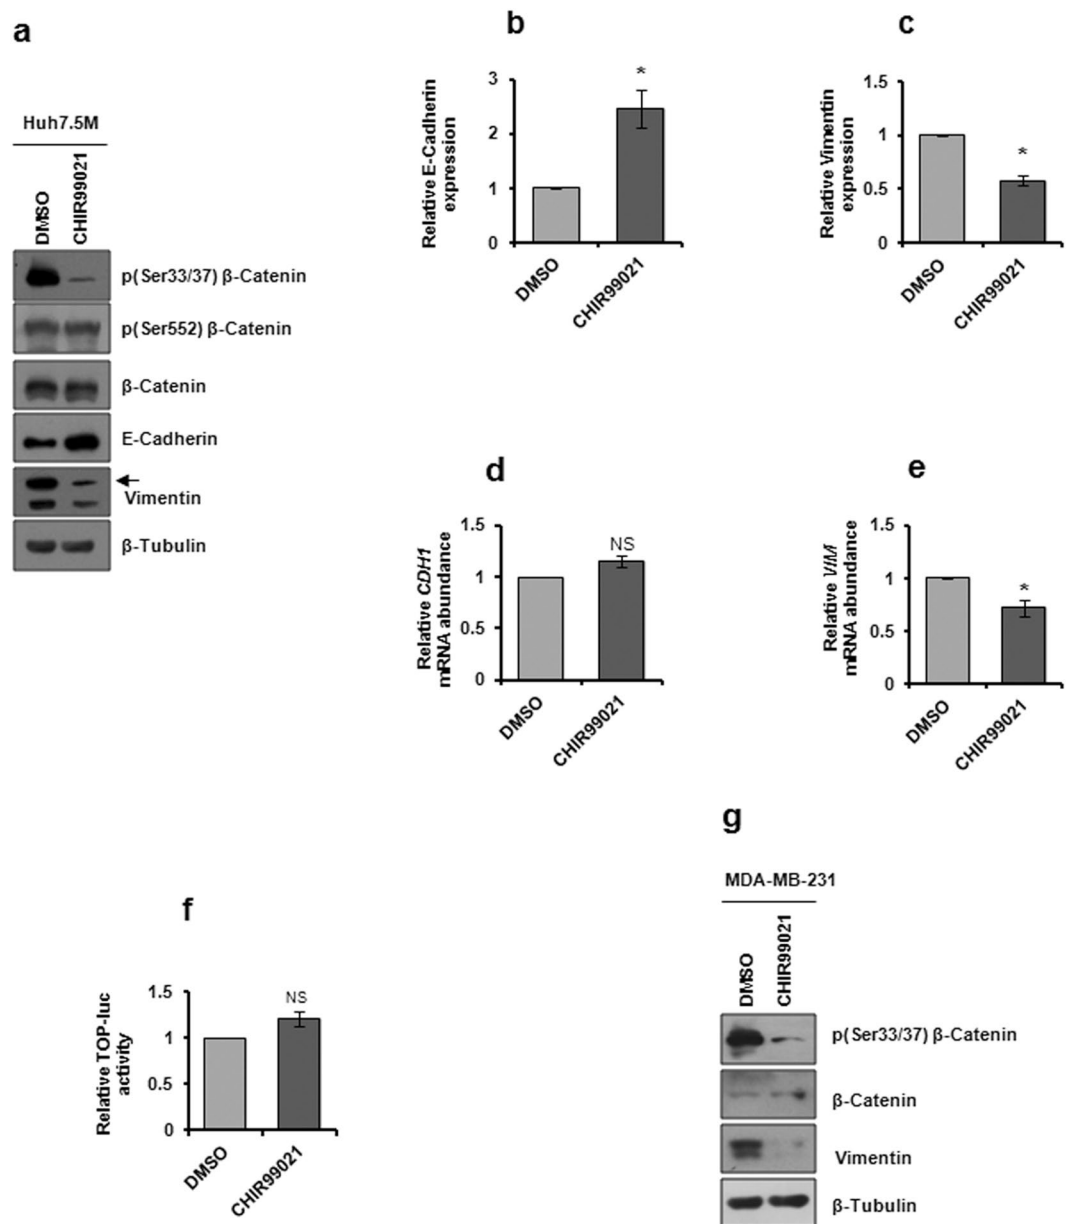 a
Huh7.5M
DMSO
CHIR99021
p(Ser33/37) β-Catenin
p(Ser552) β-Catenin
β-Catenin
E-Cadherin
Vimentin
β-Tubulin
b
Relative E-Cadherin
expression
3
2
1
0
*
DMSO
CHIR99021
c
Relative Vimentin
expression
1.5
1
0.5
0
*
DMSO
CHIR99021
d
Relative CDH1
mRNA abundance
1.5
1
0.5
0
NS
DMSO
CHIR99021
e
Relative VIM
mRNA abundance
1.5
1
0.5
0
*
DMSO
CHIR99021
f
Relative TOP-luc
activity
1.5
1
0.5
0
NS
DMSO
CHIR99021
g
MDA-MB-231
DMSO
CHIR99021
p(Ser33/37) β-Catenin
β-Catenin
Vimentin
β-Tubulin